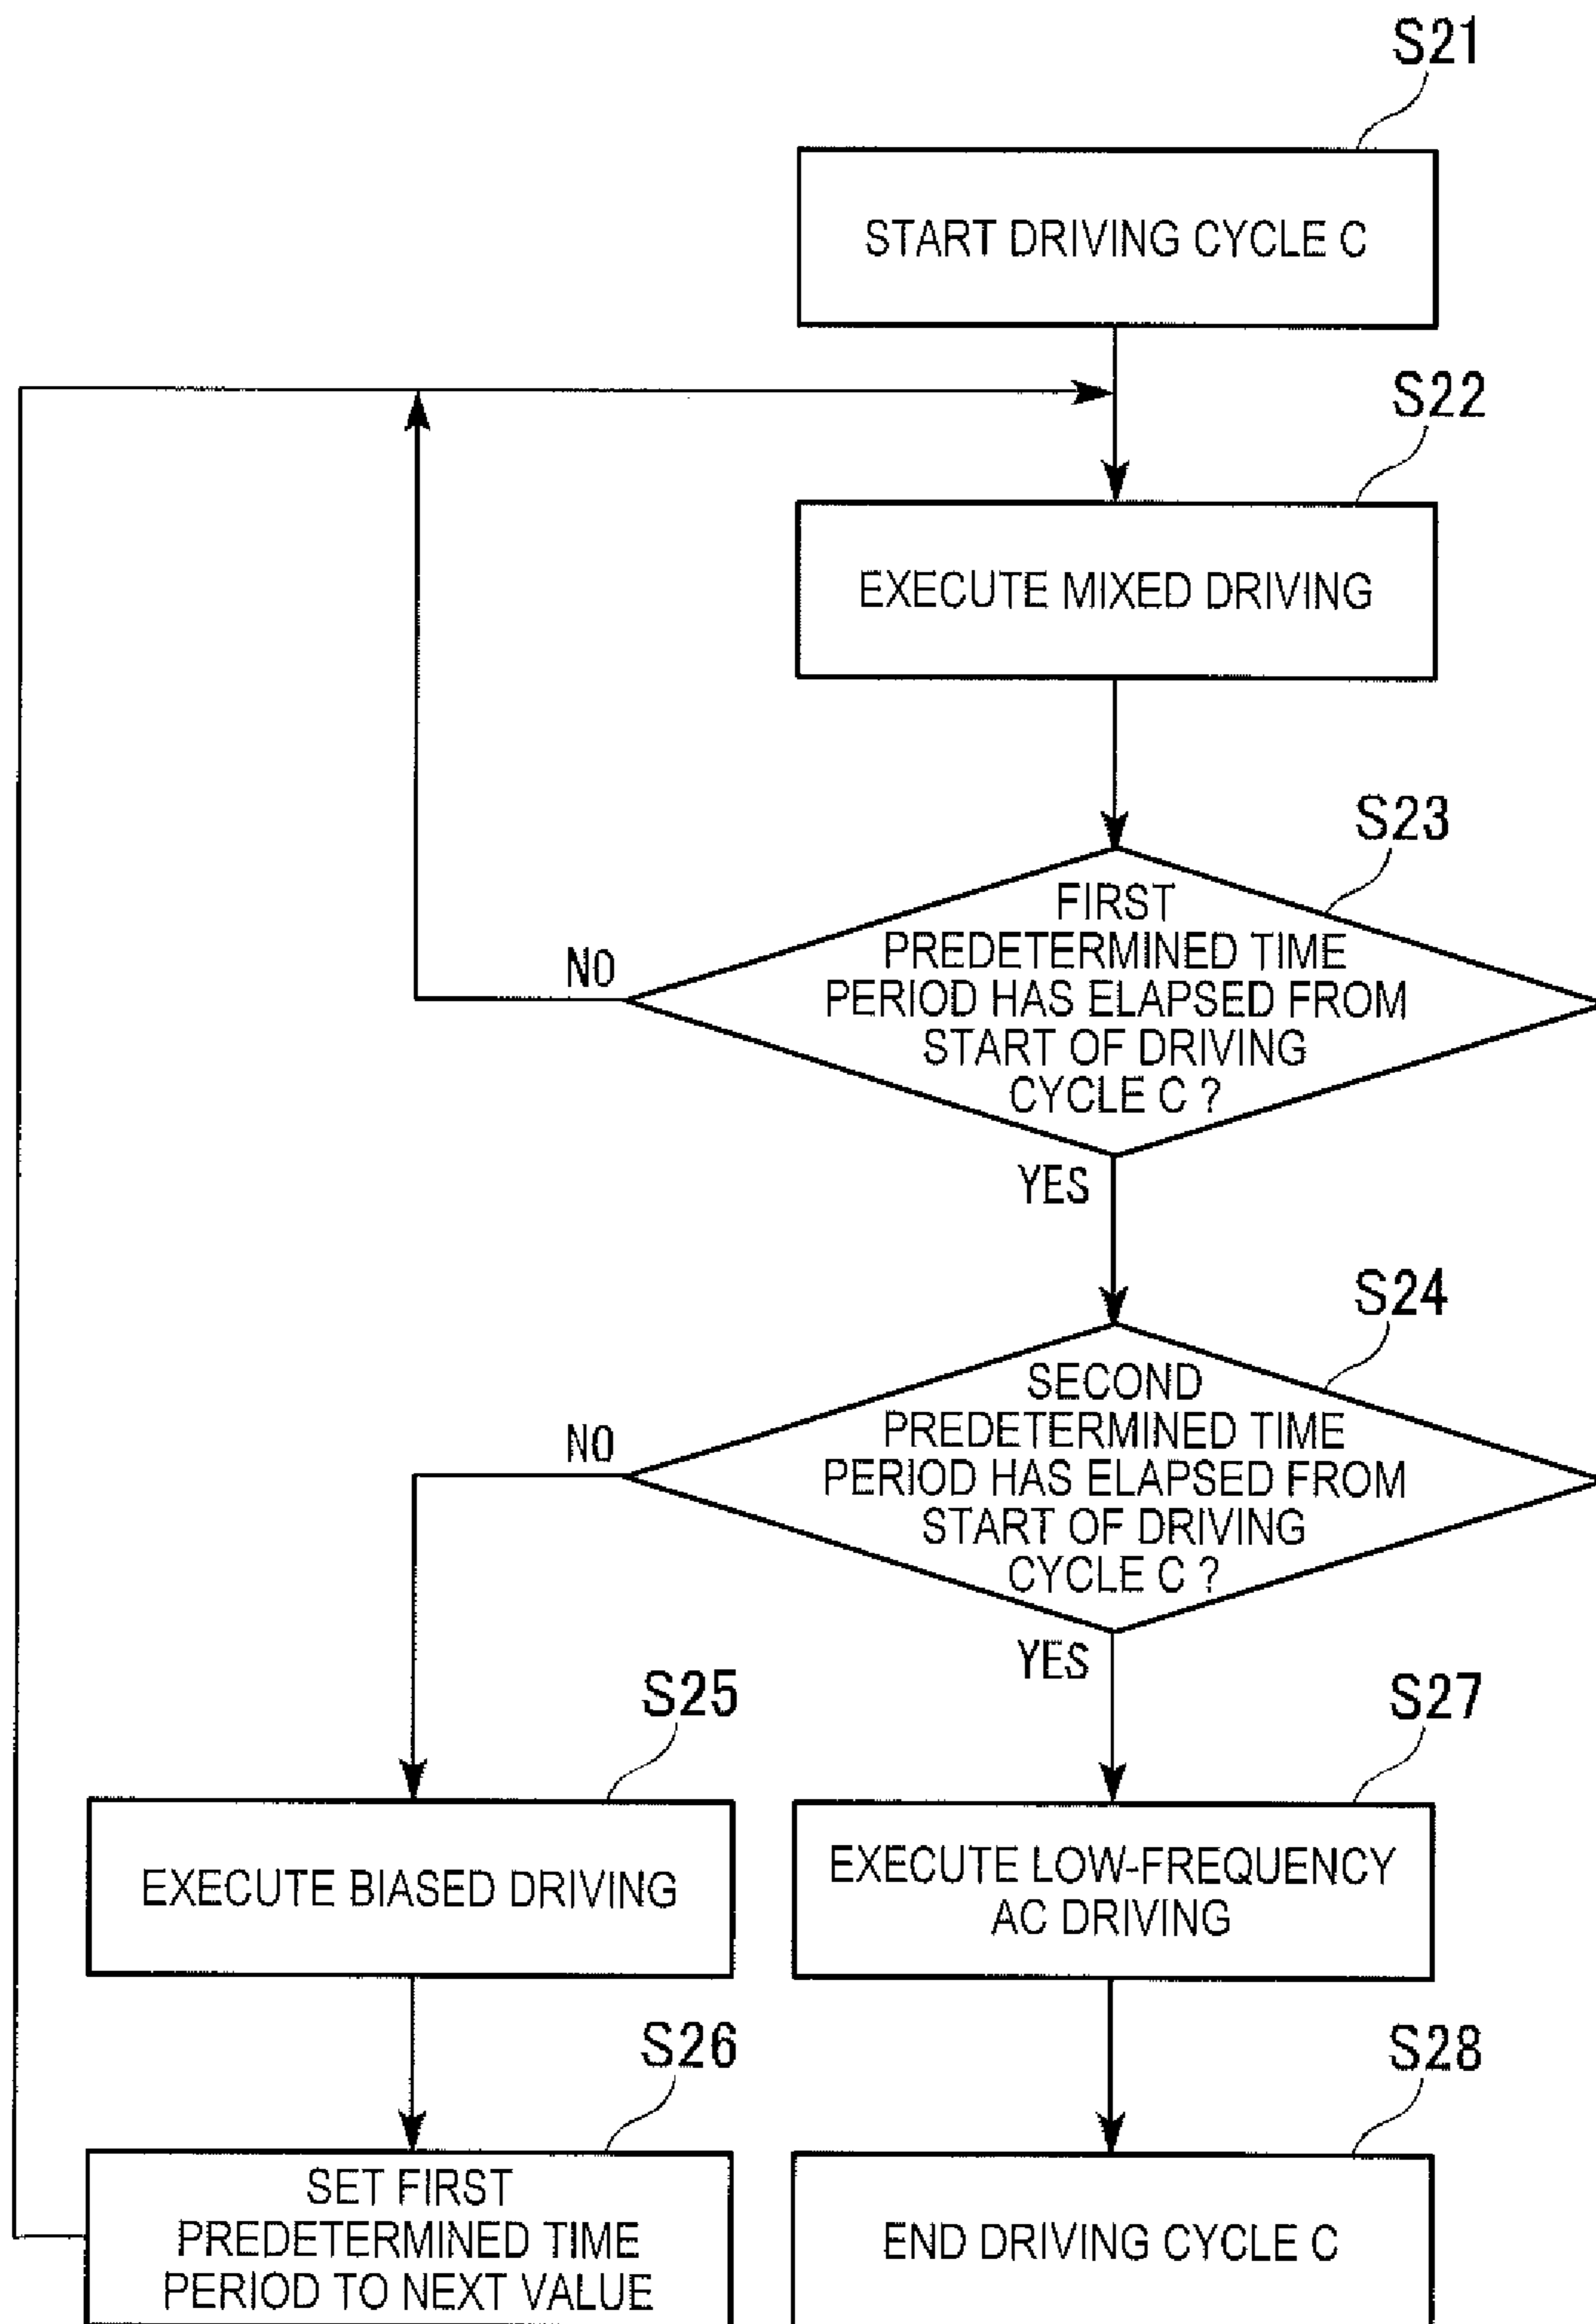 S21
START DRIVING CYCLE C
S22
EXECUTE MIXED DRIVING
S23
FIRST
PREDETERMINED TIME
PERIOD HAS ELAPSED FROM
START OF DRIVING
CYCLE C ?
NO
YES
S24
SECOND
PREDETERMINED TIME
PERIOD HAS ELAPSED FROM
START OF DRIVING
CYCLE C ?
NO
YES
S25
EXECUTE BIASED DRIVING
S27
EXECUTE LOW-FREQUENCY
AC DRIVING
S26
SET FIRST
PREDETERMINED TIME
PERIOD TO NEXT VALUE
S28
END DRIVING CYCLE C